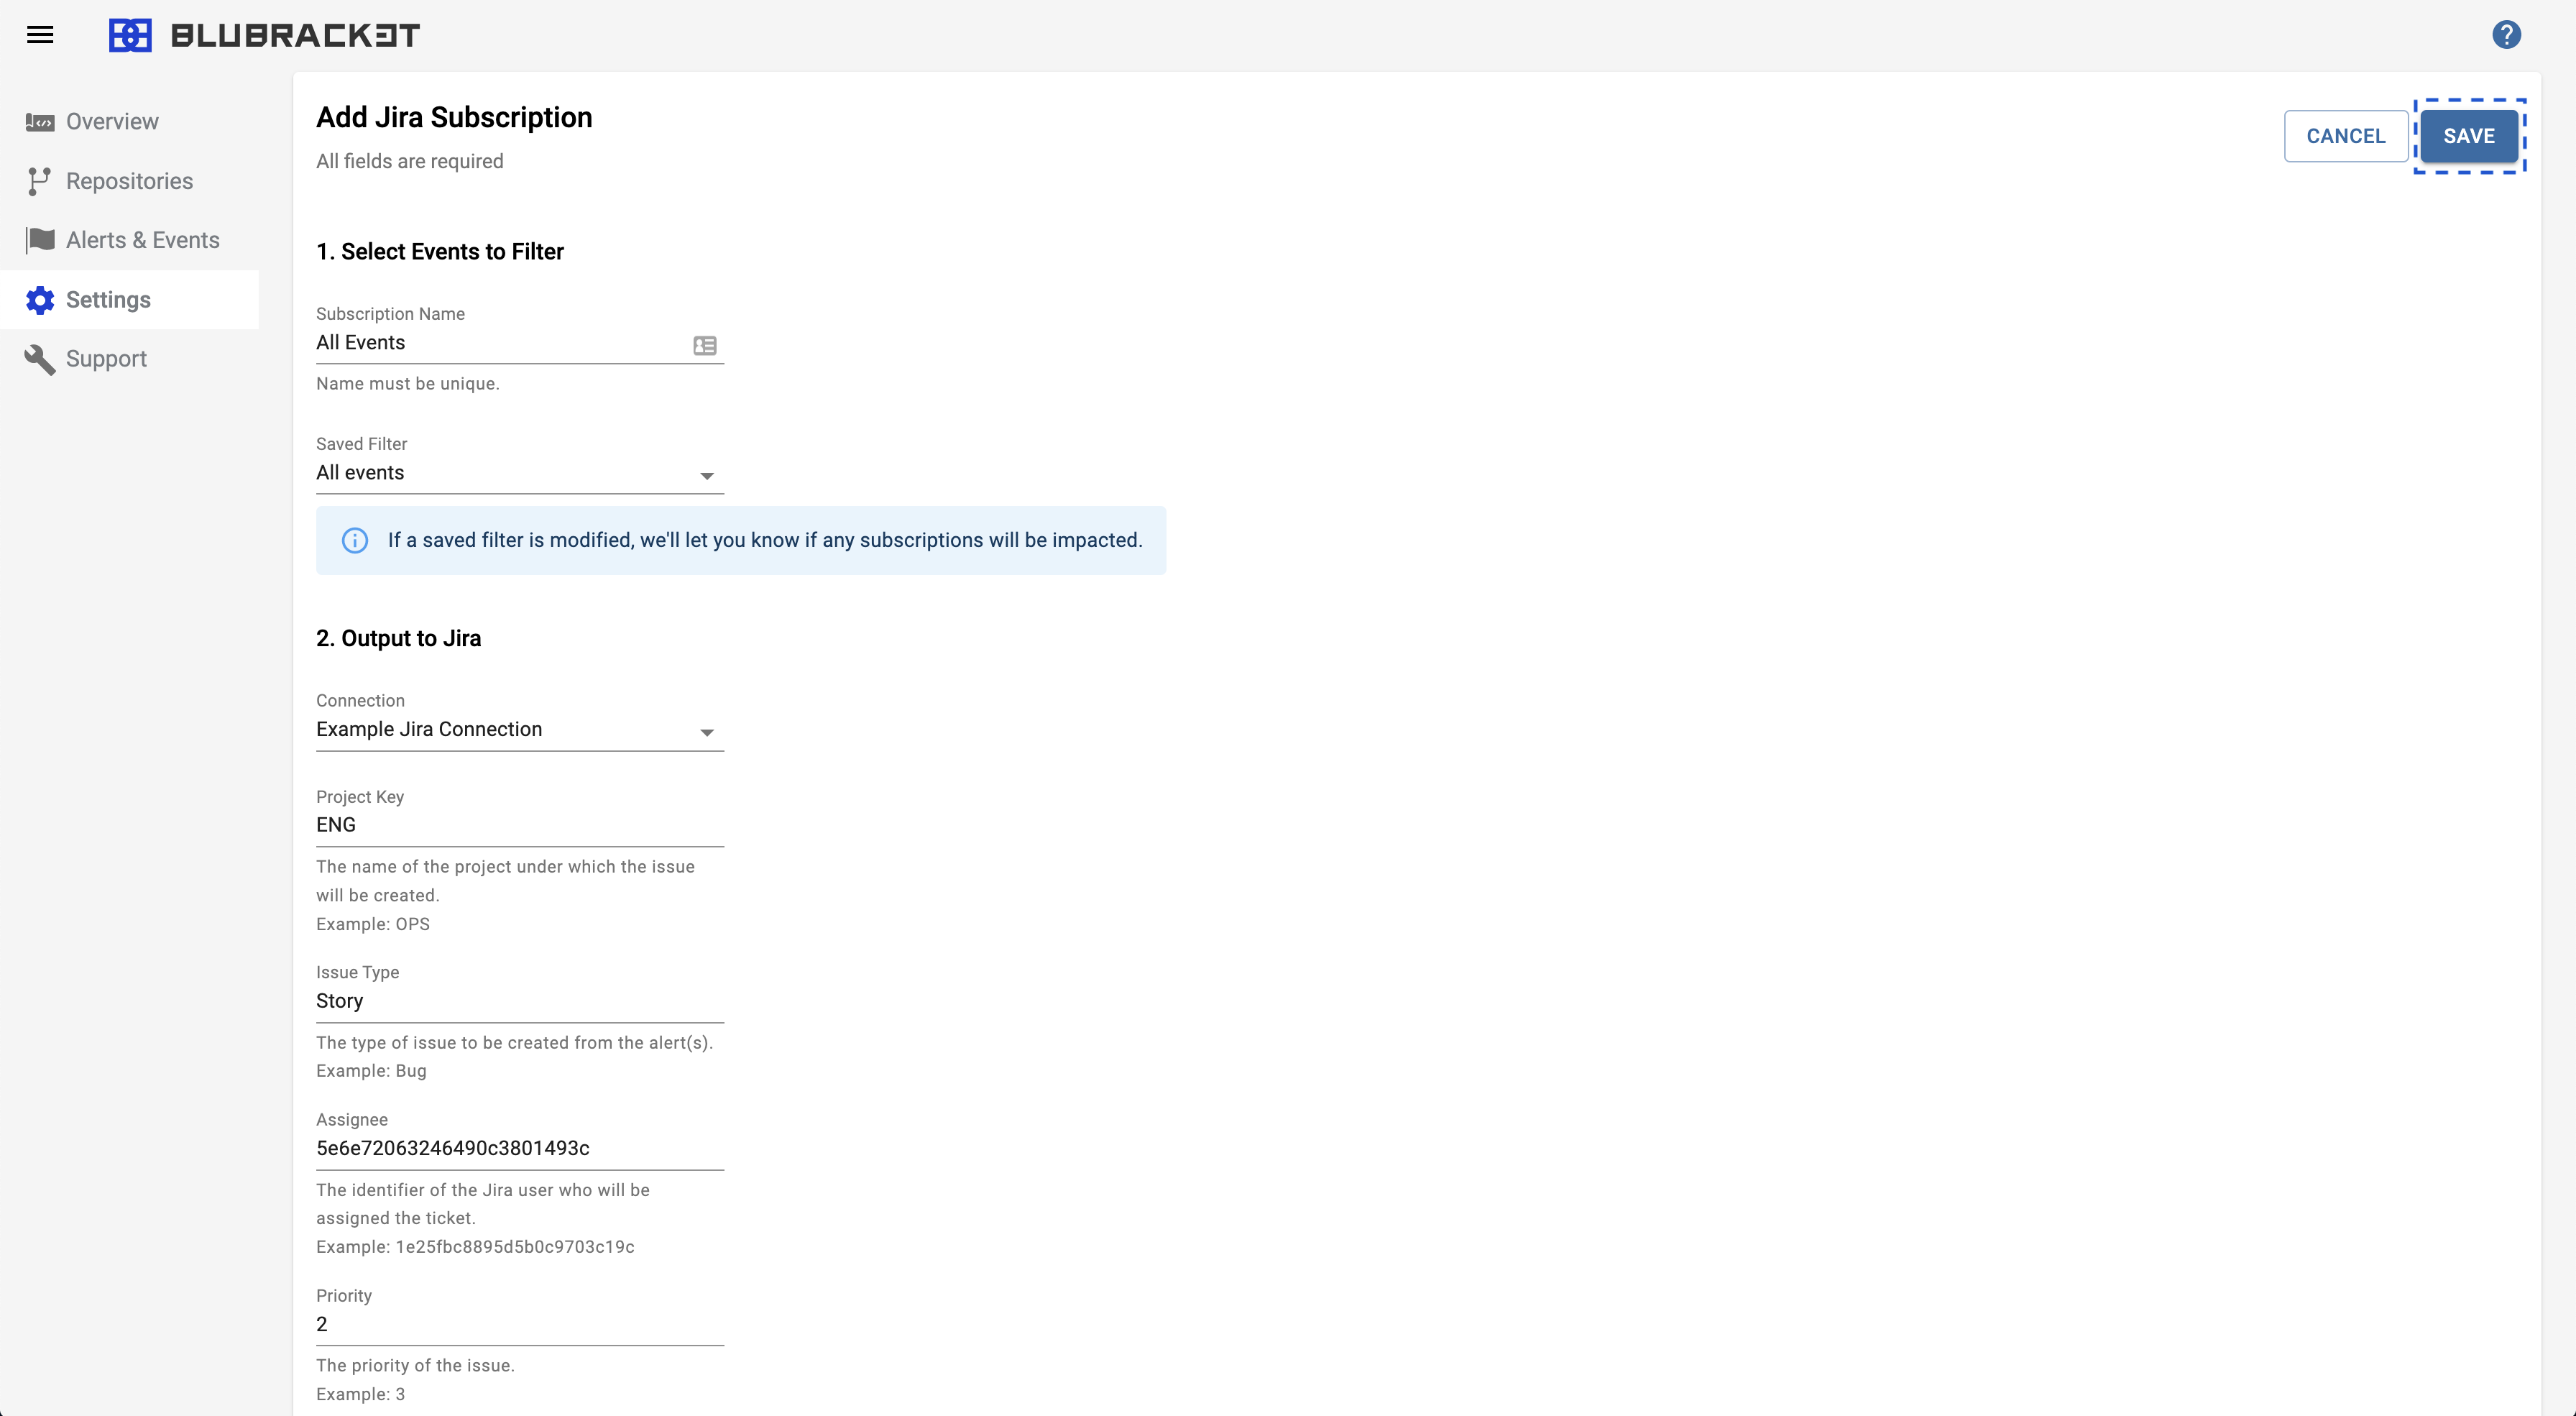 BLUBRACKET
?
Overview
Repositories
Alerts & Events
Settings
Support
Add Jira Subscription
All fields are required
CANCEL
SAVE
1. Select Events to Filter
Subscription Name
All Events
Name must be unique.
Saved Filter
All events
If a saved filter is modified, we'll let you know if any subscriptions will be impacted.
2. Output to Jira
Connection
Example Jira Connection
Project Key
ENG
The name of the project under which the issue
will be created.
Example: OPS
Issue Type
Story
The type of issue to be created from the alert(s).
Example: Bug
Assignee
5e6e72063246490c3801493c
The identifier of the Jira user who will be
assigned the ticket.
Example: 1e25fbc8895d5b0c9703c19c
Priority
2
The priority of the issue.
Example: 3